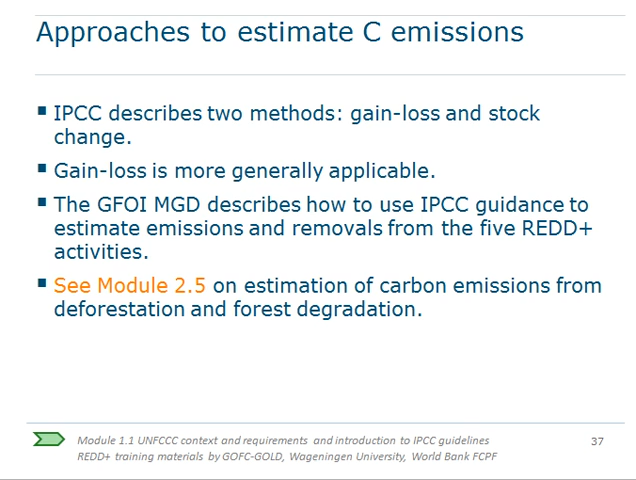 Approaches to estimate C emissions
IPCC describes two methods: gain-loss and stock
change.
Gain-loss is more generally applicable.
The GFOI MGD describes how to use IPCC guidance to
estimate emissions and removals from the five REDD+
activities.
See Module 2.5 on estimation of carbon emissions from
deforestation and forest degradation.
Module 1.1 UNFCCC context and requirements and introduction to IPCC guidelines
REDD+ training materials by GOFC-GOLD, Wageningen University, World Bank FCPF
37